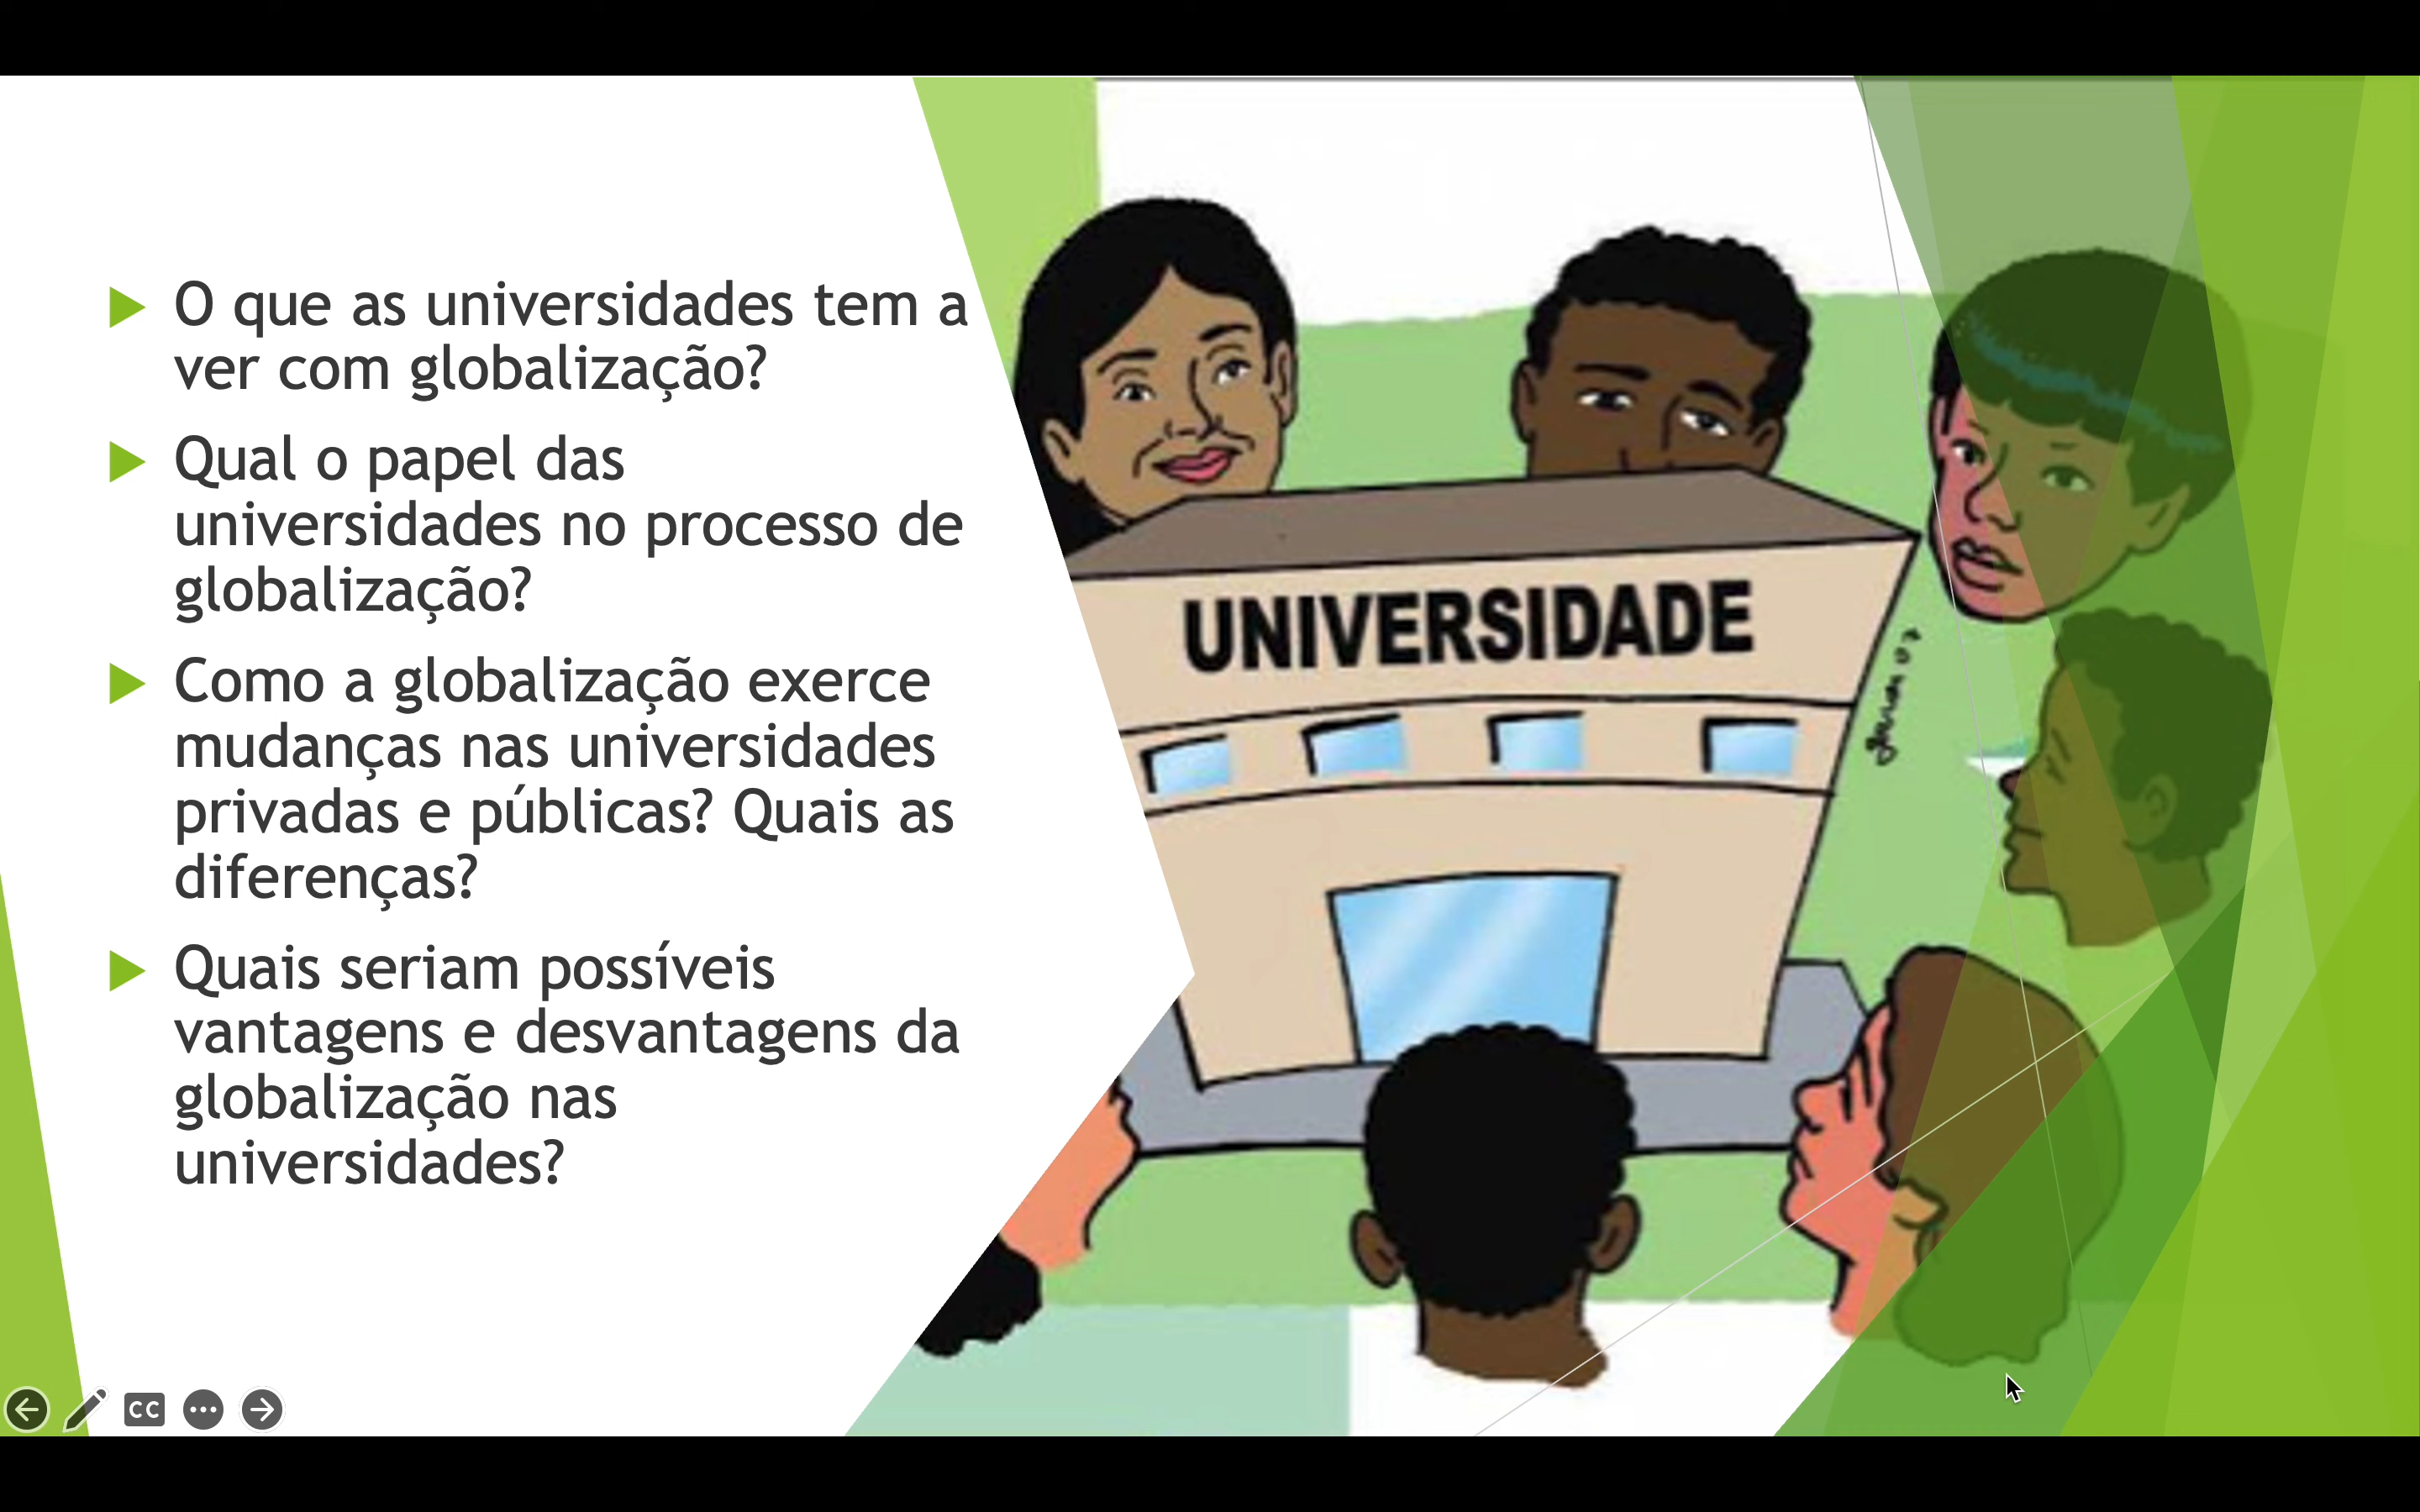 O que as universidades tem a
ver com globalização?
Qual o papel das
universidades no processo de
globalização?
Como a globalização exerce
mudanças nas universidades
privadas e públicas? Quais as
diferenças?
Quais seriam possíveis
vantagens e desvantagens da
globalização nas
universidades?
UNIVERSIDADE
CC